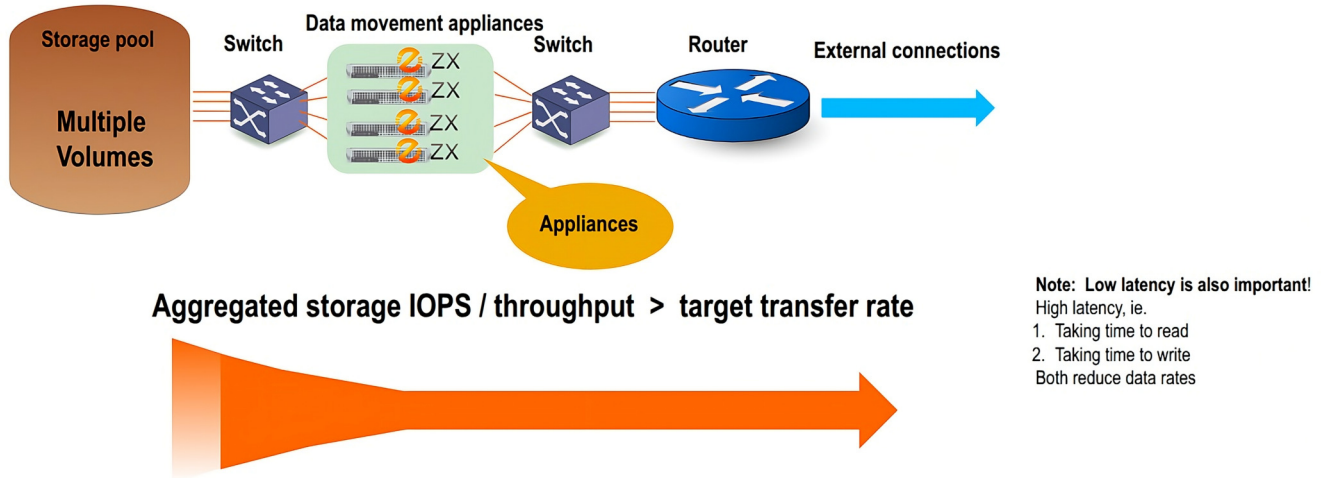 Storage pool
Multiple
Volumes
Switch
Data movement appliances
ZX
ZX
ZX
ZX
Switch
Router
External connections
Appliances
Aggregated storage IOPS / throughput > target transfer rate
Note: Low latency is also important!
High latency, ie.
1. Taking time to read
2. Taking time to write
Both reduce data rates